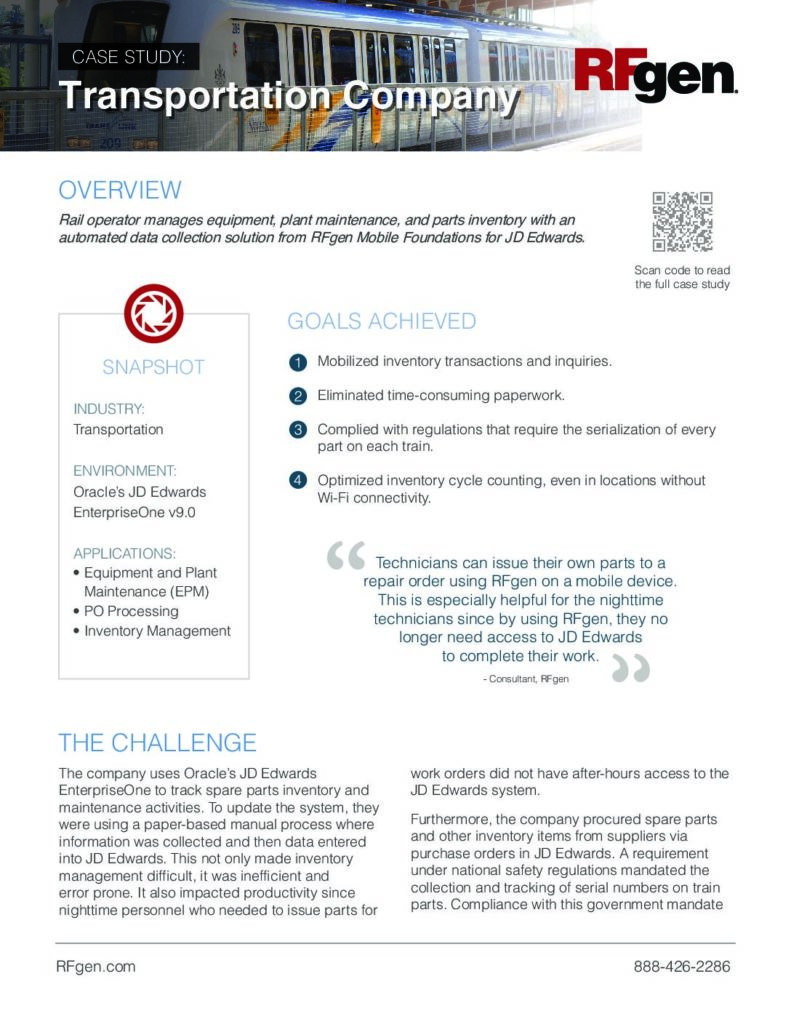 CASE STUDY:
Transportation Company
RFgen.
OVERVIEW
Rail operator manages equipment, plant maintenance, and parts inventory with an
automated data collection solution from RFgen Mobile Foundations for JD Edwards.
Scan code to read
the full case study
SNAPSHOT
INDUSTRY:
Transportation
ENVIRONMENT:
Oracle's JD Edwards
EnterpriseOne v9.0
APPLICATIONS:
• Equipment and Plant
Maintenance (EPM)
• PO Processing
• Inventory Management
GOALS ACHIEVED
1 Mobilized inventory transactions and inquiries.
2 Eliminated time-consuming paperwork.
3 Complied with regulations that require the serialization of every
part on each train.
4 Optimized inventory cycle counting, even in locations without
Wi-Fi connectivity.
“ Technicians can issue their own parts to a
repair order using RFgen on a mobile device.
This is especially helpful for the nighttime
technicians since by using RFgen, they no
longer need access to JD Edwards
to complete their work. ”
- Consultant, RFgen
THE CHALLENGE
The company uses Oracle's JD Edwards
EnterpriseOne to track spare parts inventory and
maintenance activities. To update the system, they
were using a paper-based manual process where
information was collected and then data entered
into JD Edwards. This not only made inventory
management difficult, it was inefficient and
error prone. It also impacted productivity since
nighttime personnel who needed to issue parts for
work orders did not have after-hours access to the
JD Edwards system.
Furthermore, the company procured spare parts
and other inventory items from suppliers via
purchase orders in JD Edwards. A requirement
under national safety regulations mandated the
collection and tracking of serial numbers on train
parts. Compliance with this government mandate
RFgen.com
888-426-2286